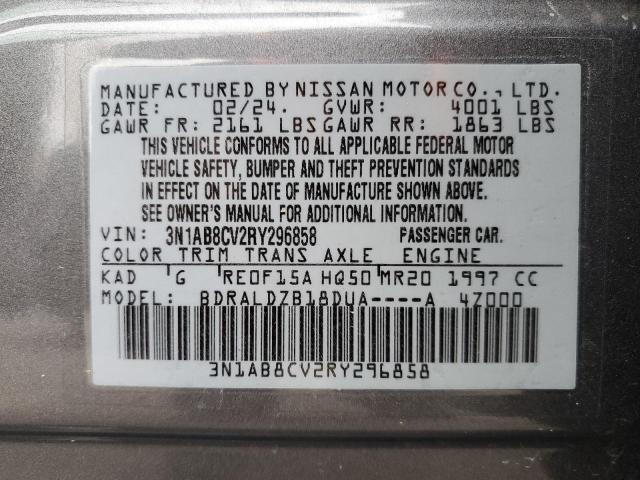 MANUFACTURED BY NISSAN MOTOR CO., LTD.
DATE: 02/24. GVWR: 4001 LBS
GAWR FR: 2161 LBS GAWR RR: 1863 LBS
THIS VEHICLE CONFORMS TO ALL APPLICABLE FEDERAL MOTOR
VEHICLE SAFETY, BUMPER AND THEFT PREVENTION STANDARDS
IN EFFECT ON THE DATE OF MANUFACTURE SHOWN ABOVE.
SEE OWNER'S MANUAL FOR ADDITIONAL INFORMATION.
VIN: 3N1AB8CV2RY296858 PASSENGER CAR.
COLOR TRIM TRANS AXLE ENGINE
KAD G RE0F15A HQ50 MR20 1997 CC
MODEL: BDRALDZB18DUA----A 4Z000
3N1AB8CV2RY296858